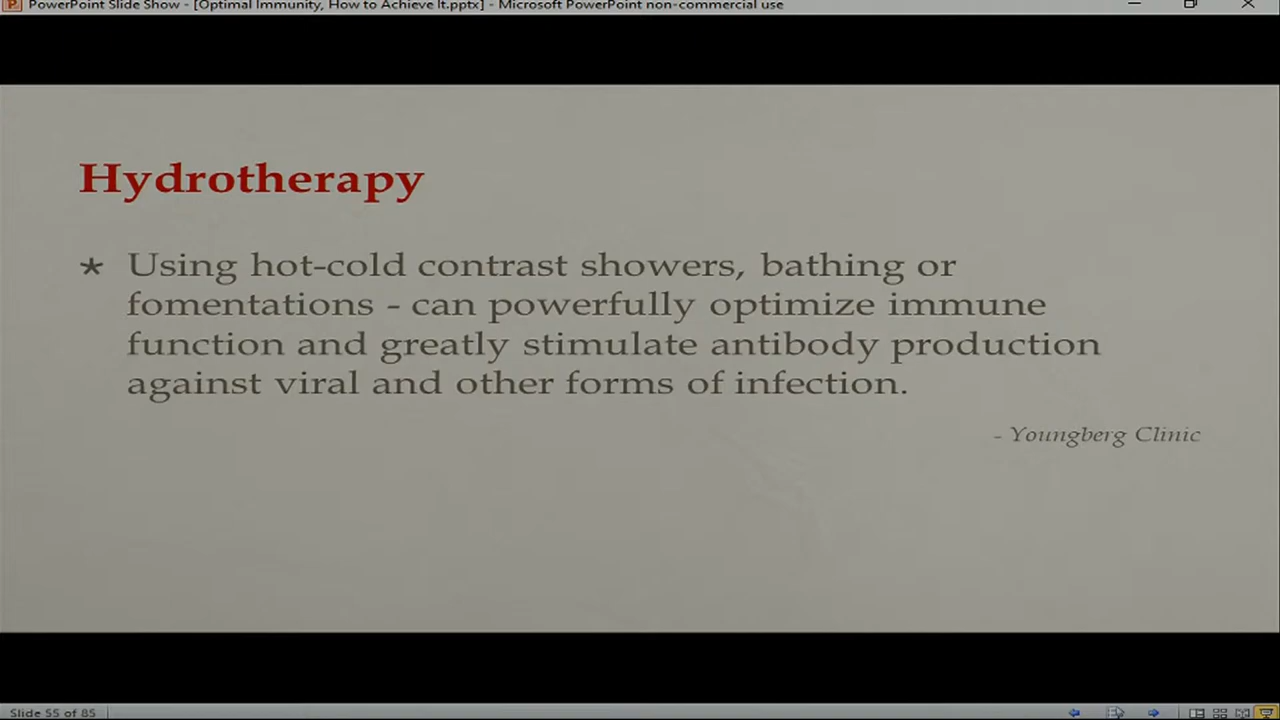 PowerPoint Slide Show - [Optimal Immunity, How to Achieve It.pptx] - Microsoft PowerPoint non-commercial use
Hydrotherapy
* Using hot-cold contrast showers, bathing or
fomentations - can powerfully optimize immune
function and greatly stimulate antibody production
against viral and other forms of infection.
- Youngberg Clinic
Slide 55 of 85